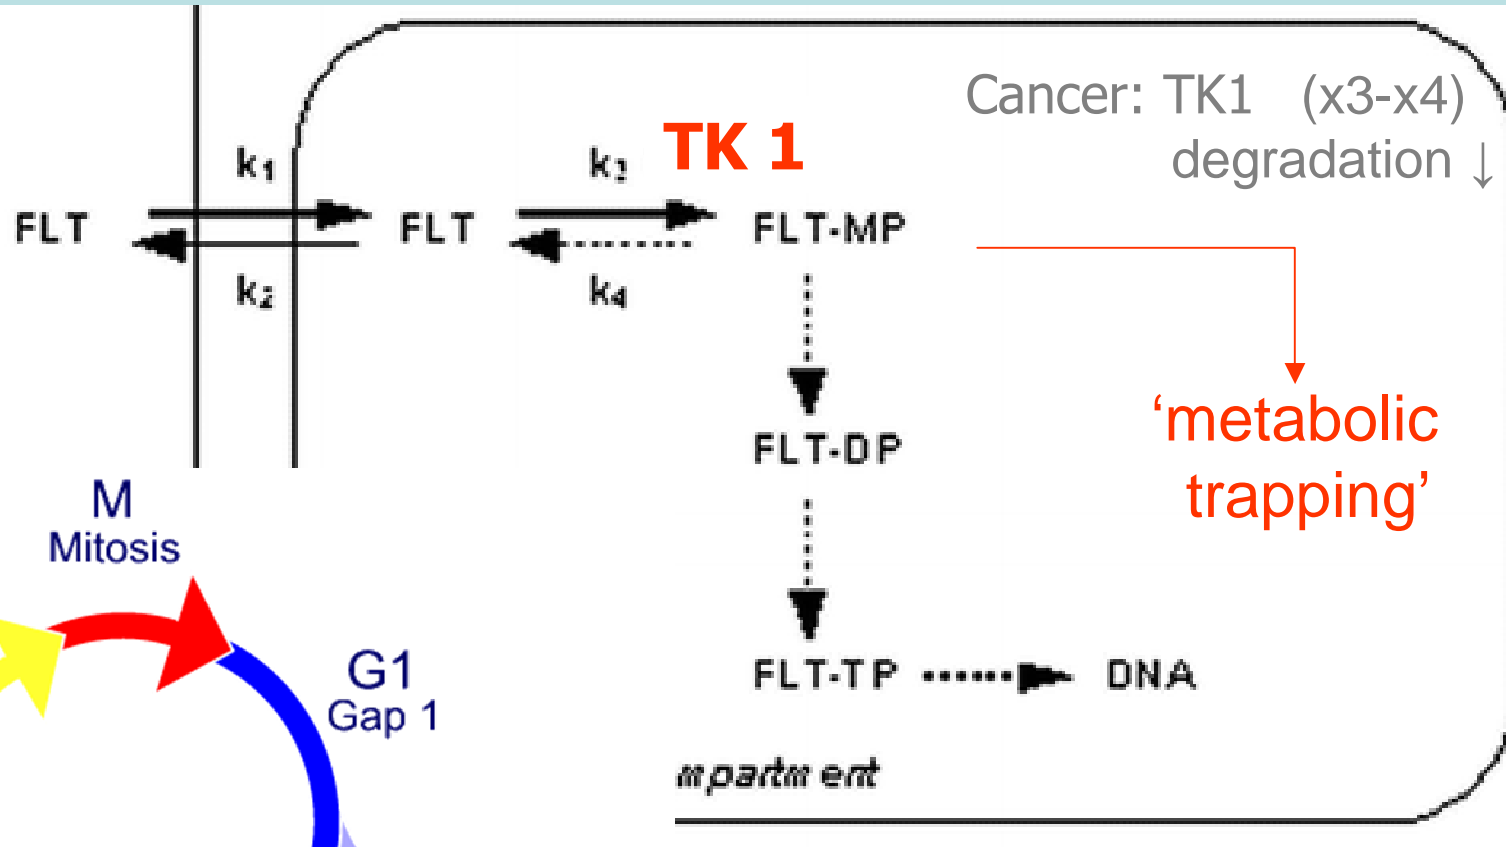 Cancer: TK1 (x3-x4)
degradation ↓
TK 1
k1
k3
FLT
FLT
FLT-MP
k2
k4
‘metabolic
trapping’
FLT-DP
M
Mitosis
G1
Gap 1
FLT-TP
DNA
mpartment